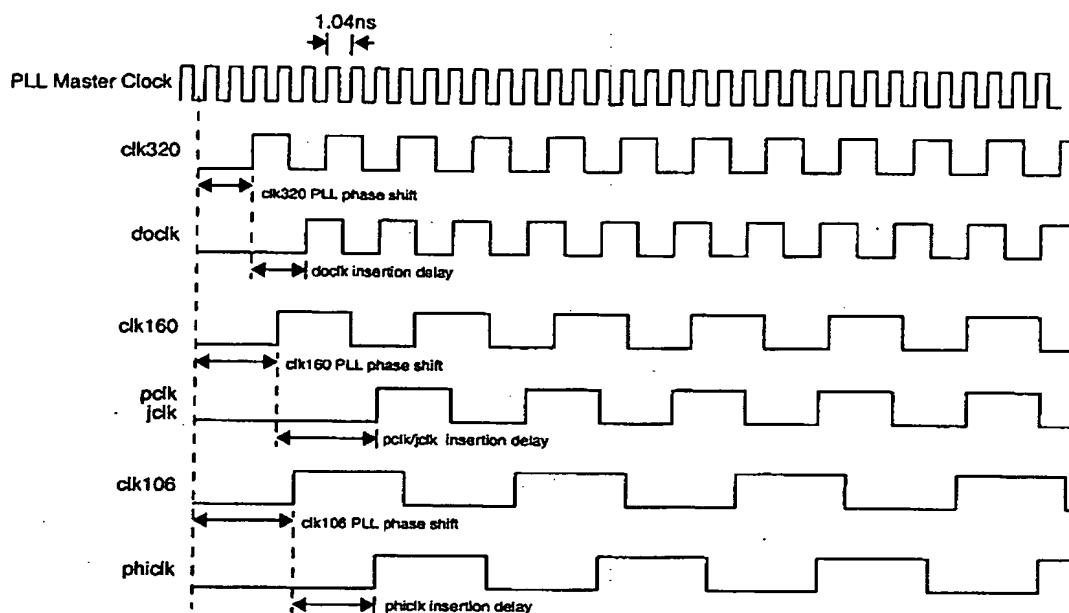 1.04ns
PLL Master Clock
clk320
clk320 PLL phase shift
doclk
doclk insertion delay
clk160
clk160 PLL phase shift
pclk
jclk
pclk/jclk insertion delay
clk106
clk106 PLL phase shift
phiclk
phiclk insertion delay